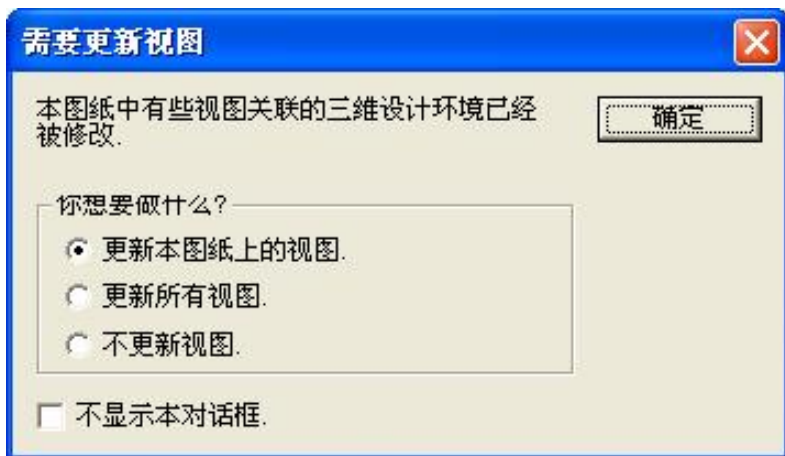 需要更新视图
本图纸中有些视图关联的三维设计环境已经
被修改.
确定
你想要做什么?
更新本图纸上的视图.
更新所有视图.
不更新视图.
不显示本对话框.